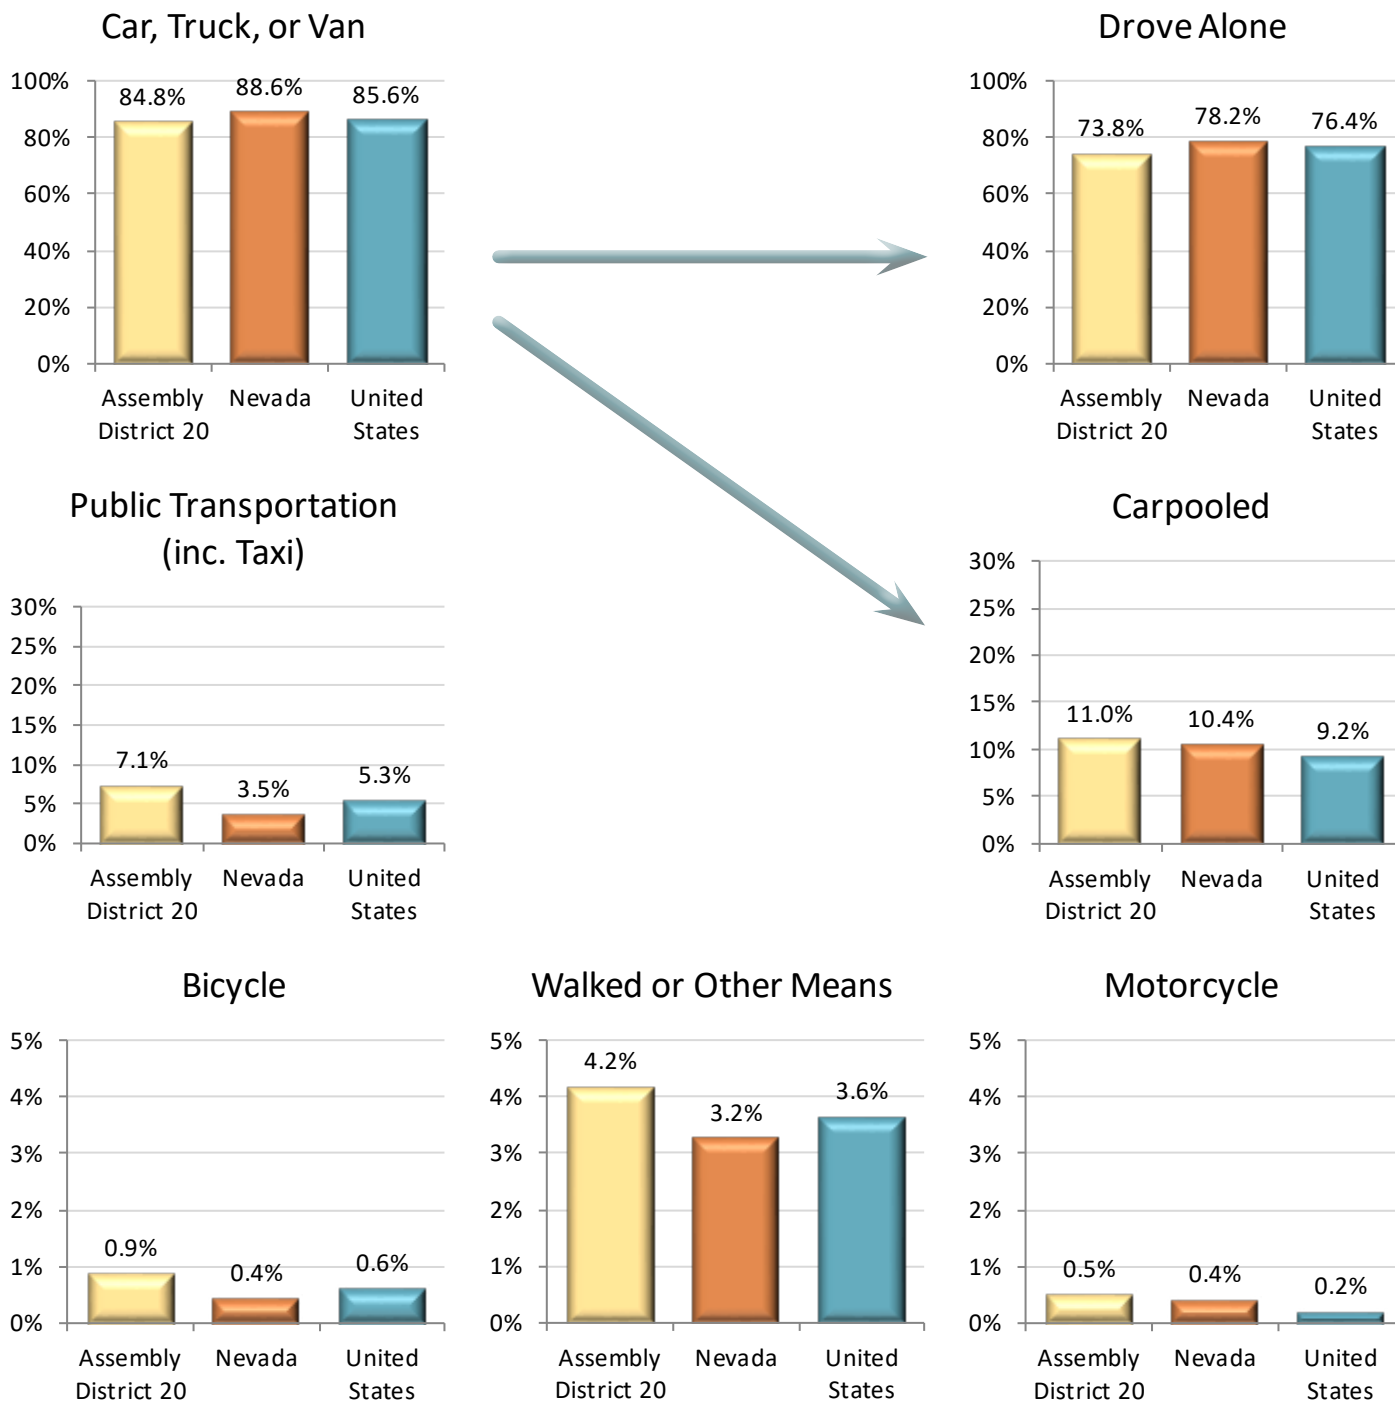 Car, Truck, or Van
100%
80%
60%
40%
20%
0%
84.8%
88.6%
85.6%
Assembly
District 20
Nevada
United
States
Drove Alone
100%
80%
60%
40%
20%
0%
73.8%
78.2%
76.4%
Assembly
District 20
Nevada
United
States
Public Transportation
(inc. Taxi)
30%
25%
20%
15%
10%
5%
0%
7.1%
3.5%
5.3%
Assembly
District 20
Nevada
United
States
Carpooled
30%
25%
20%
15%
10%
5%
0%
11.0%
10.4%
9.2%
Assembly
District 20
Nevada
United
States
Bicycle
5%
4%
3%
2%
1%
0%
0.9%
0.4%
0.6%
Assembly
District 20
Nevada
United
States
Walked or Other Means
5%
4%
3%
2%
1%
0%
4.2%
3.2%
3.6%
Assembly
District 20
Nevada
United
States
Motorcycle
5%
4%
3%
2%
1%
0%
0.5%
0.4%
0.2%
Assembly
District 20
Nevada
United
States